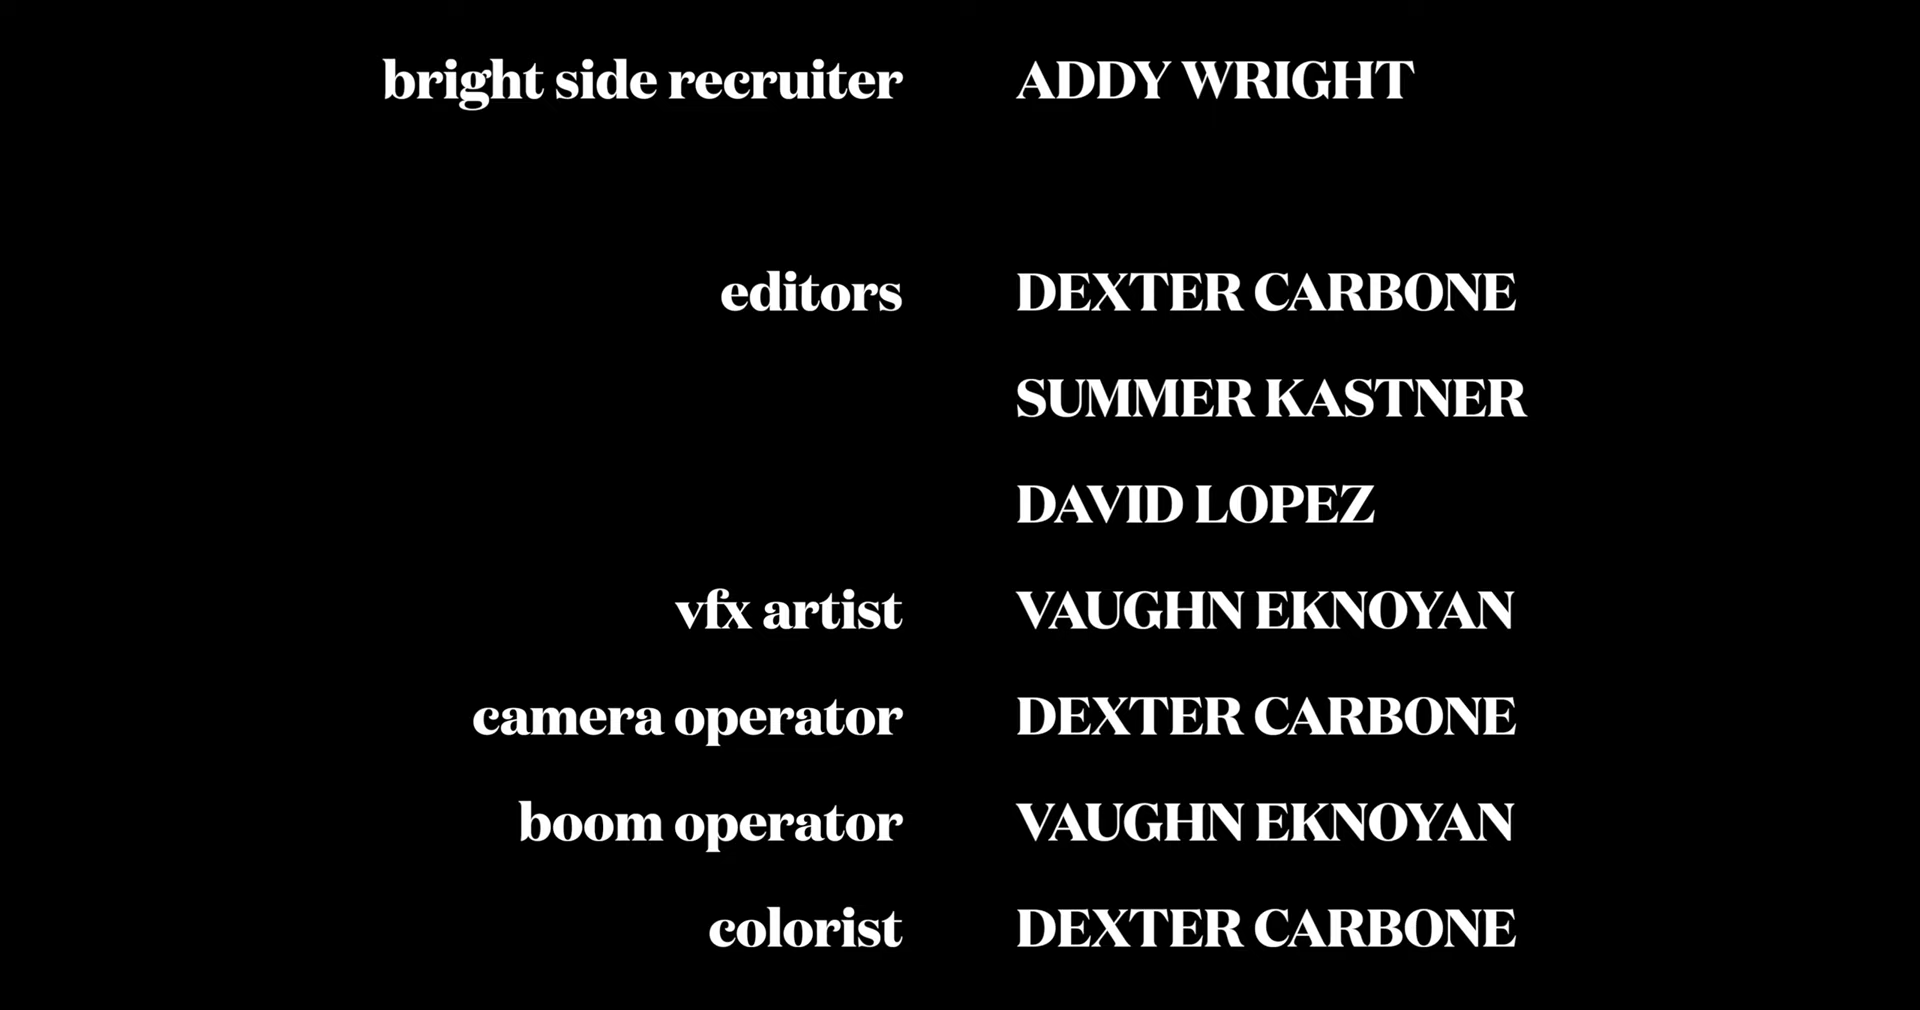 bright side recruiter ADDY WRIGHT
editors DEXTER CARBONE
SUMMER KASTNER
DAVID LOPEZ
vfx artist VAUGHN EKNOYAN
camera operator DEXTER CARBONE
boom operator VAUGHN EKNOYAN
colorist DEXTER CARBONE